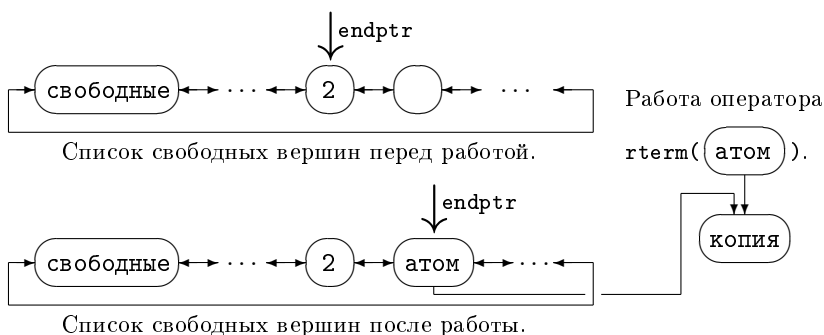 endptr
свободные ... 2 ...
Список свободных вершин перед работой.
Работа оператора
rterm( атом ).
копия
endptr
свободные ... 2 атом ...
Список свободных вершин после работы.